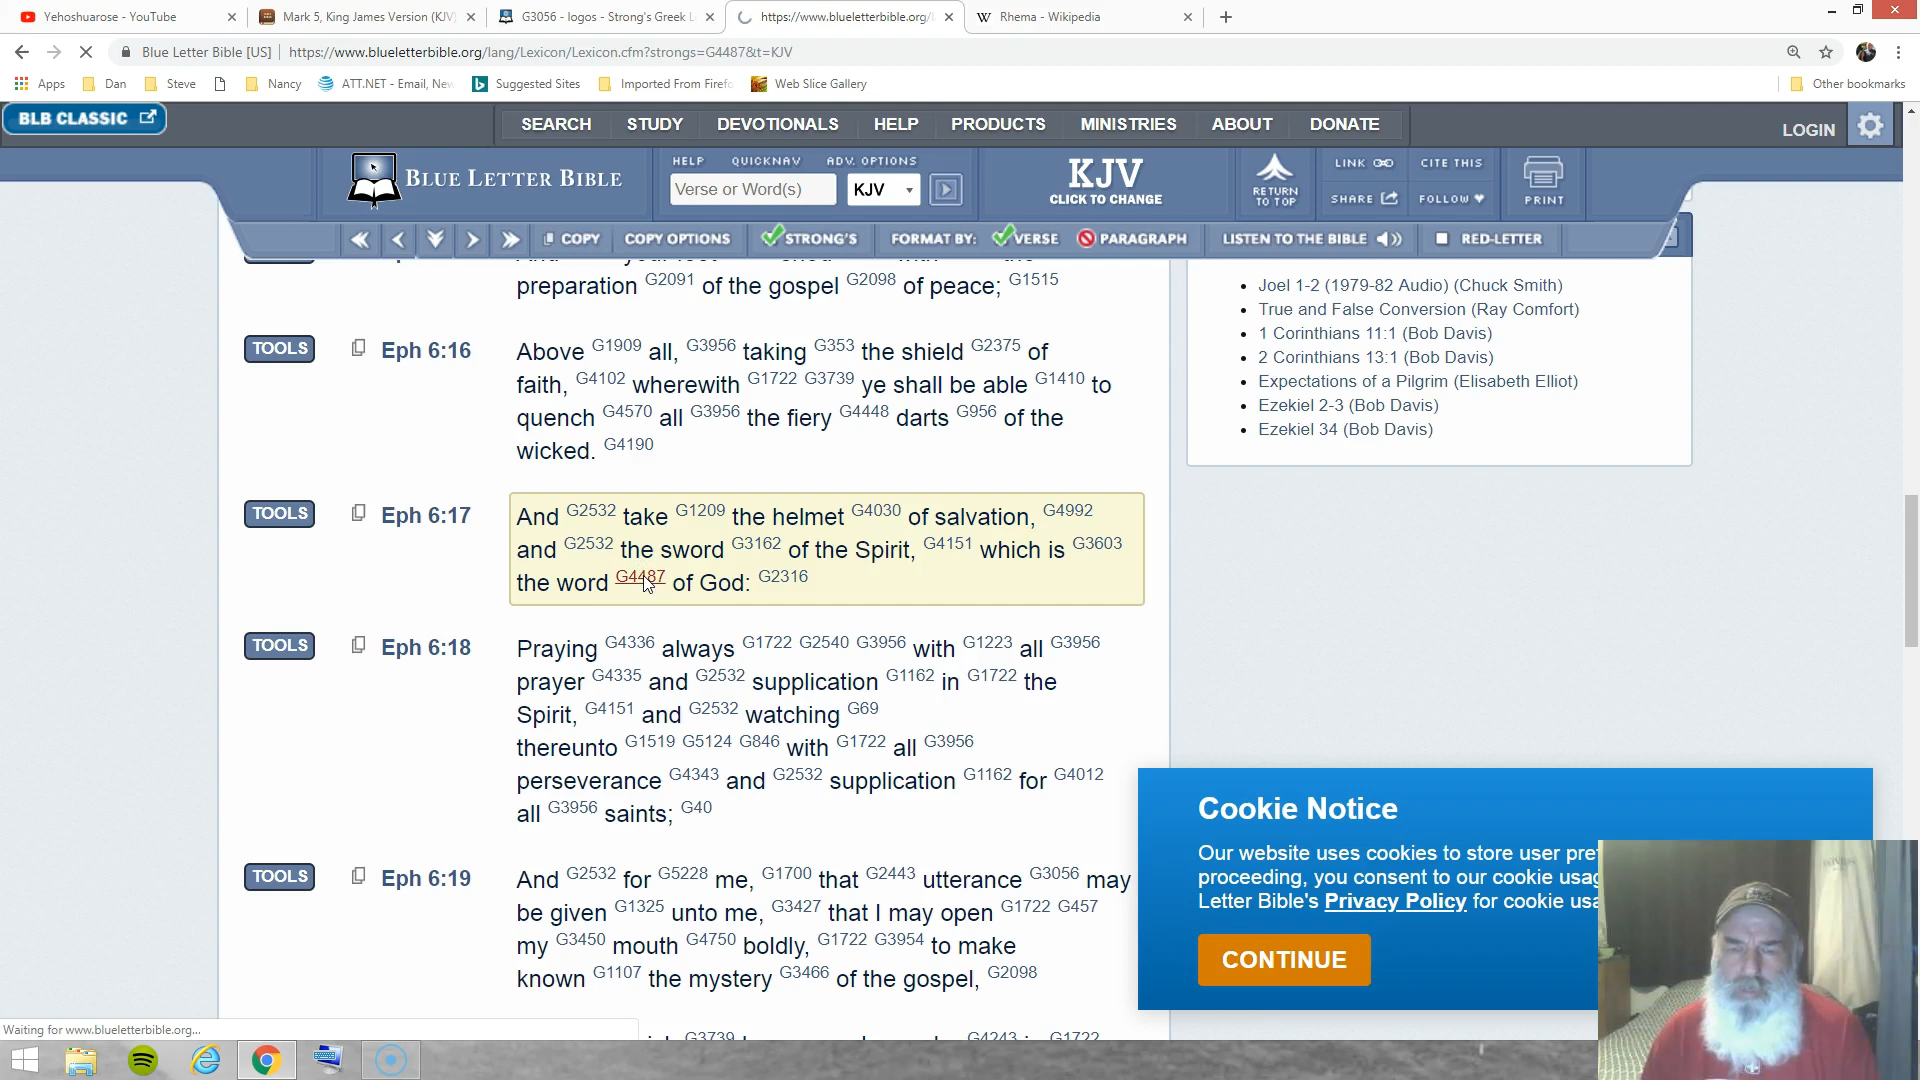 Yehoshuarose - YouTube
Mark 5, King James Version (KJV)
G3056 - logos - Strong's Greek L
https://www.blueletterbible.org/l
Rhema - Wikipedia
Blue Letter Bible [US]
https://www.blueletterbible.org/lang/Lexicon/Lexicon.cfm?strongs=G4487&t=KJV
Apps
Dan
Steve
Nancy
ATT.NET - Email, New
Suggested Sites
Imported From Firefo
Web Slice Gallery
Other bookmarks
BLB CLASSIC
SEARCH
STUDY
DEVOTIONALS
HELP
PRODUCTS
MINISTRIES
ABOUT
DONATE
LOGIN
BLUE LETTER BIBLE
HELP
QUICKNAV
ADV. OPTIONS
Verse or Word(s)
KJV
KJV
CLICK TO CHANGE
RETURN
TO TOP
LINK
CITE THIS
SHARE
FOLLOW
PRINT
COPY
COPY OPTIONS
STRONG'S
FORMAT BY:
VERSE
PARAGRAPH
LISTEN TO THE BIBLE
RED-LETTER
preparation G2091 of the gospel G2098 of peace; G1515
TOOLS
Eph 6:16
Above G1909 all, G3956 taking G353 the shield G2375 of
faith, G4102 wherewith G1722 G3739 ye shall be able G1410 to
quench G4570 all G3956 the fiery G4448 darts G956 of the
wicked. G4190
TOOLS
Eph 6:17
And G2532 take G1209 the helmet G4030 of salvation, G4992
and G2532 the sword G3162 of the Spirit, G4151 which is G3603
the word G4487 of God: G2316
TOOLS
Eph 6:18
Praying G4336 always G1722 G2540 G3956 with G1223 all G3956
prayer G4335 and G2532 supplication G1162 in G1722 the
Spirit, G4151 and G2532 watching G69
thereunto G1519 G5124 G846 with G1722 all G3956
perseverance G4343 and G2532 supplication G1162 for G4012
all G3956 saints; G40
TOOLS
Eph 6:19
And G2532 for G5228 me, G1700 that G2443 utterance G3056 may
be given G1325 unto me, G3427 that I may open G1722 G457
my G3450 mouth G4750 boldly, G1722 G3954 to make
known G1107 the mystery G3466 of the gospel, G2098
G3739
G4243
G1722
Joel 1-2 (1979-82 Audio) (Chuck Smith)
True and False Conversion (Ray Comfort)
1 Corinthians 11:1 (Bob Davis)
2 Corinthians 13:1 (Bob Davis)
Expectations of a Pilgrim (Elisabeth Elliot)
Ezekiel 2-3 (Bob Davis)
Ezekiel 34 (Bob Davis)
Cookie Notice
Our website uses cookies to store user pre
proceeding, you consent to our cookie usag
Letter Bible's Privacy Policy for cookie usa
CONTINUE
Waiting for www.blueletterbible.org...